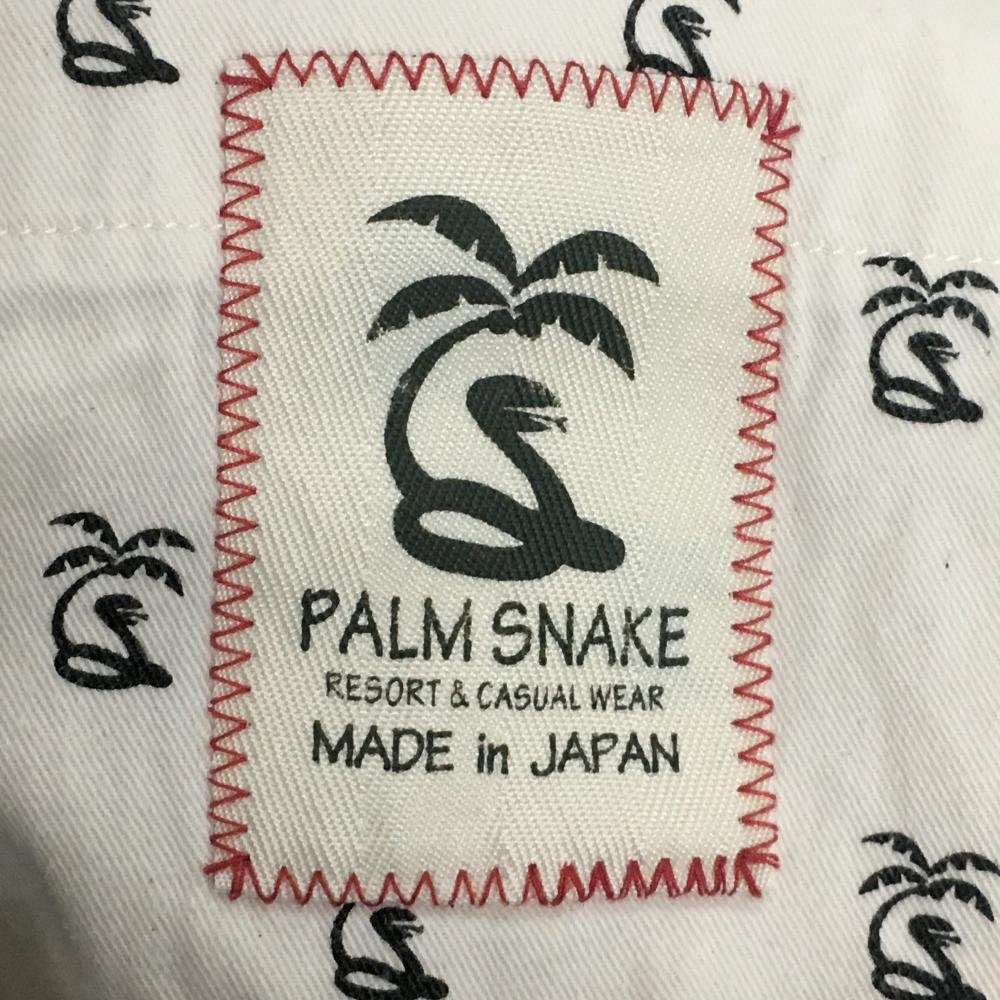 PALM SNAKE
RESORT & CASUAL WEAR
MADE in JAPAN